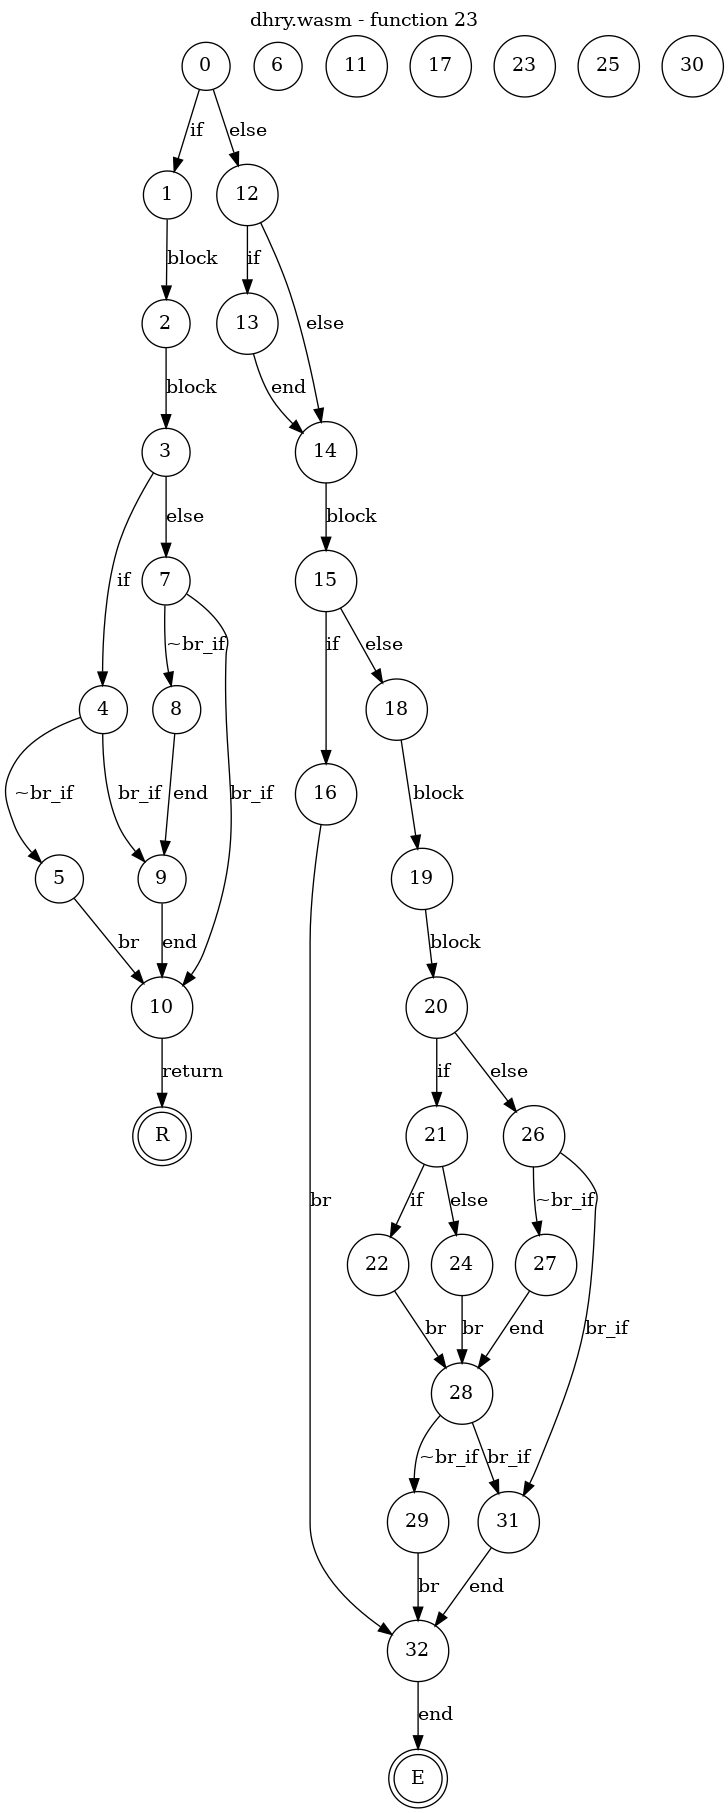 dhry.wasm - function 23
0 6 11 17 23 25 30
if else
1 12
block if
2 13 else
block end
3 14
else block
7 15
if ~br_if if else
4 8 18
~br_if br_if end br_if block 16
5 9 19
br end block
10 20
return if else
R 21 26
br if else ~br_if
22 24 27
br br end br_if
28
~br_if br_if
29 31
br end
32
end
E